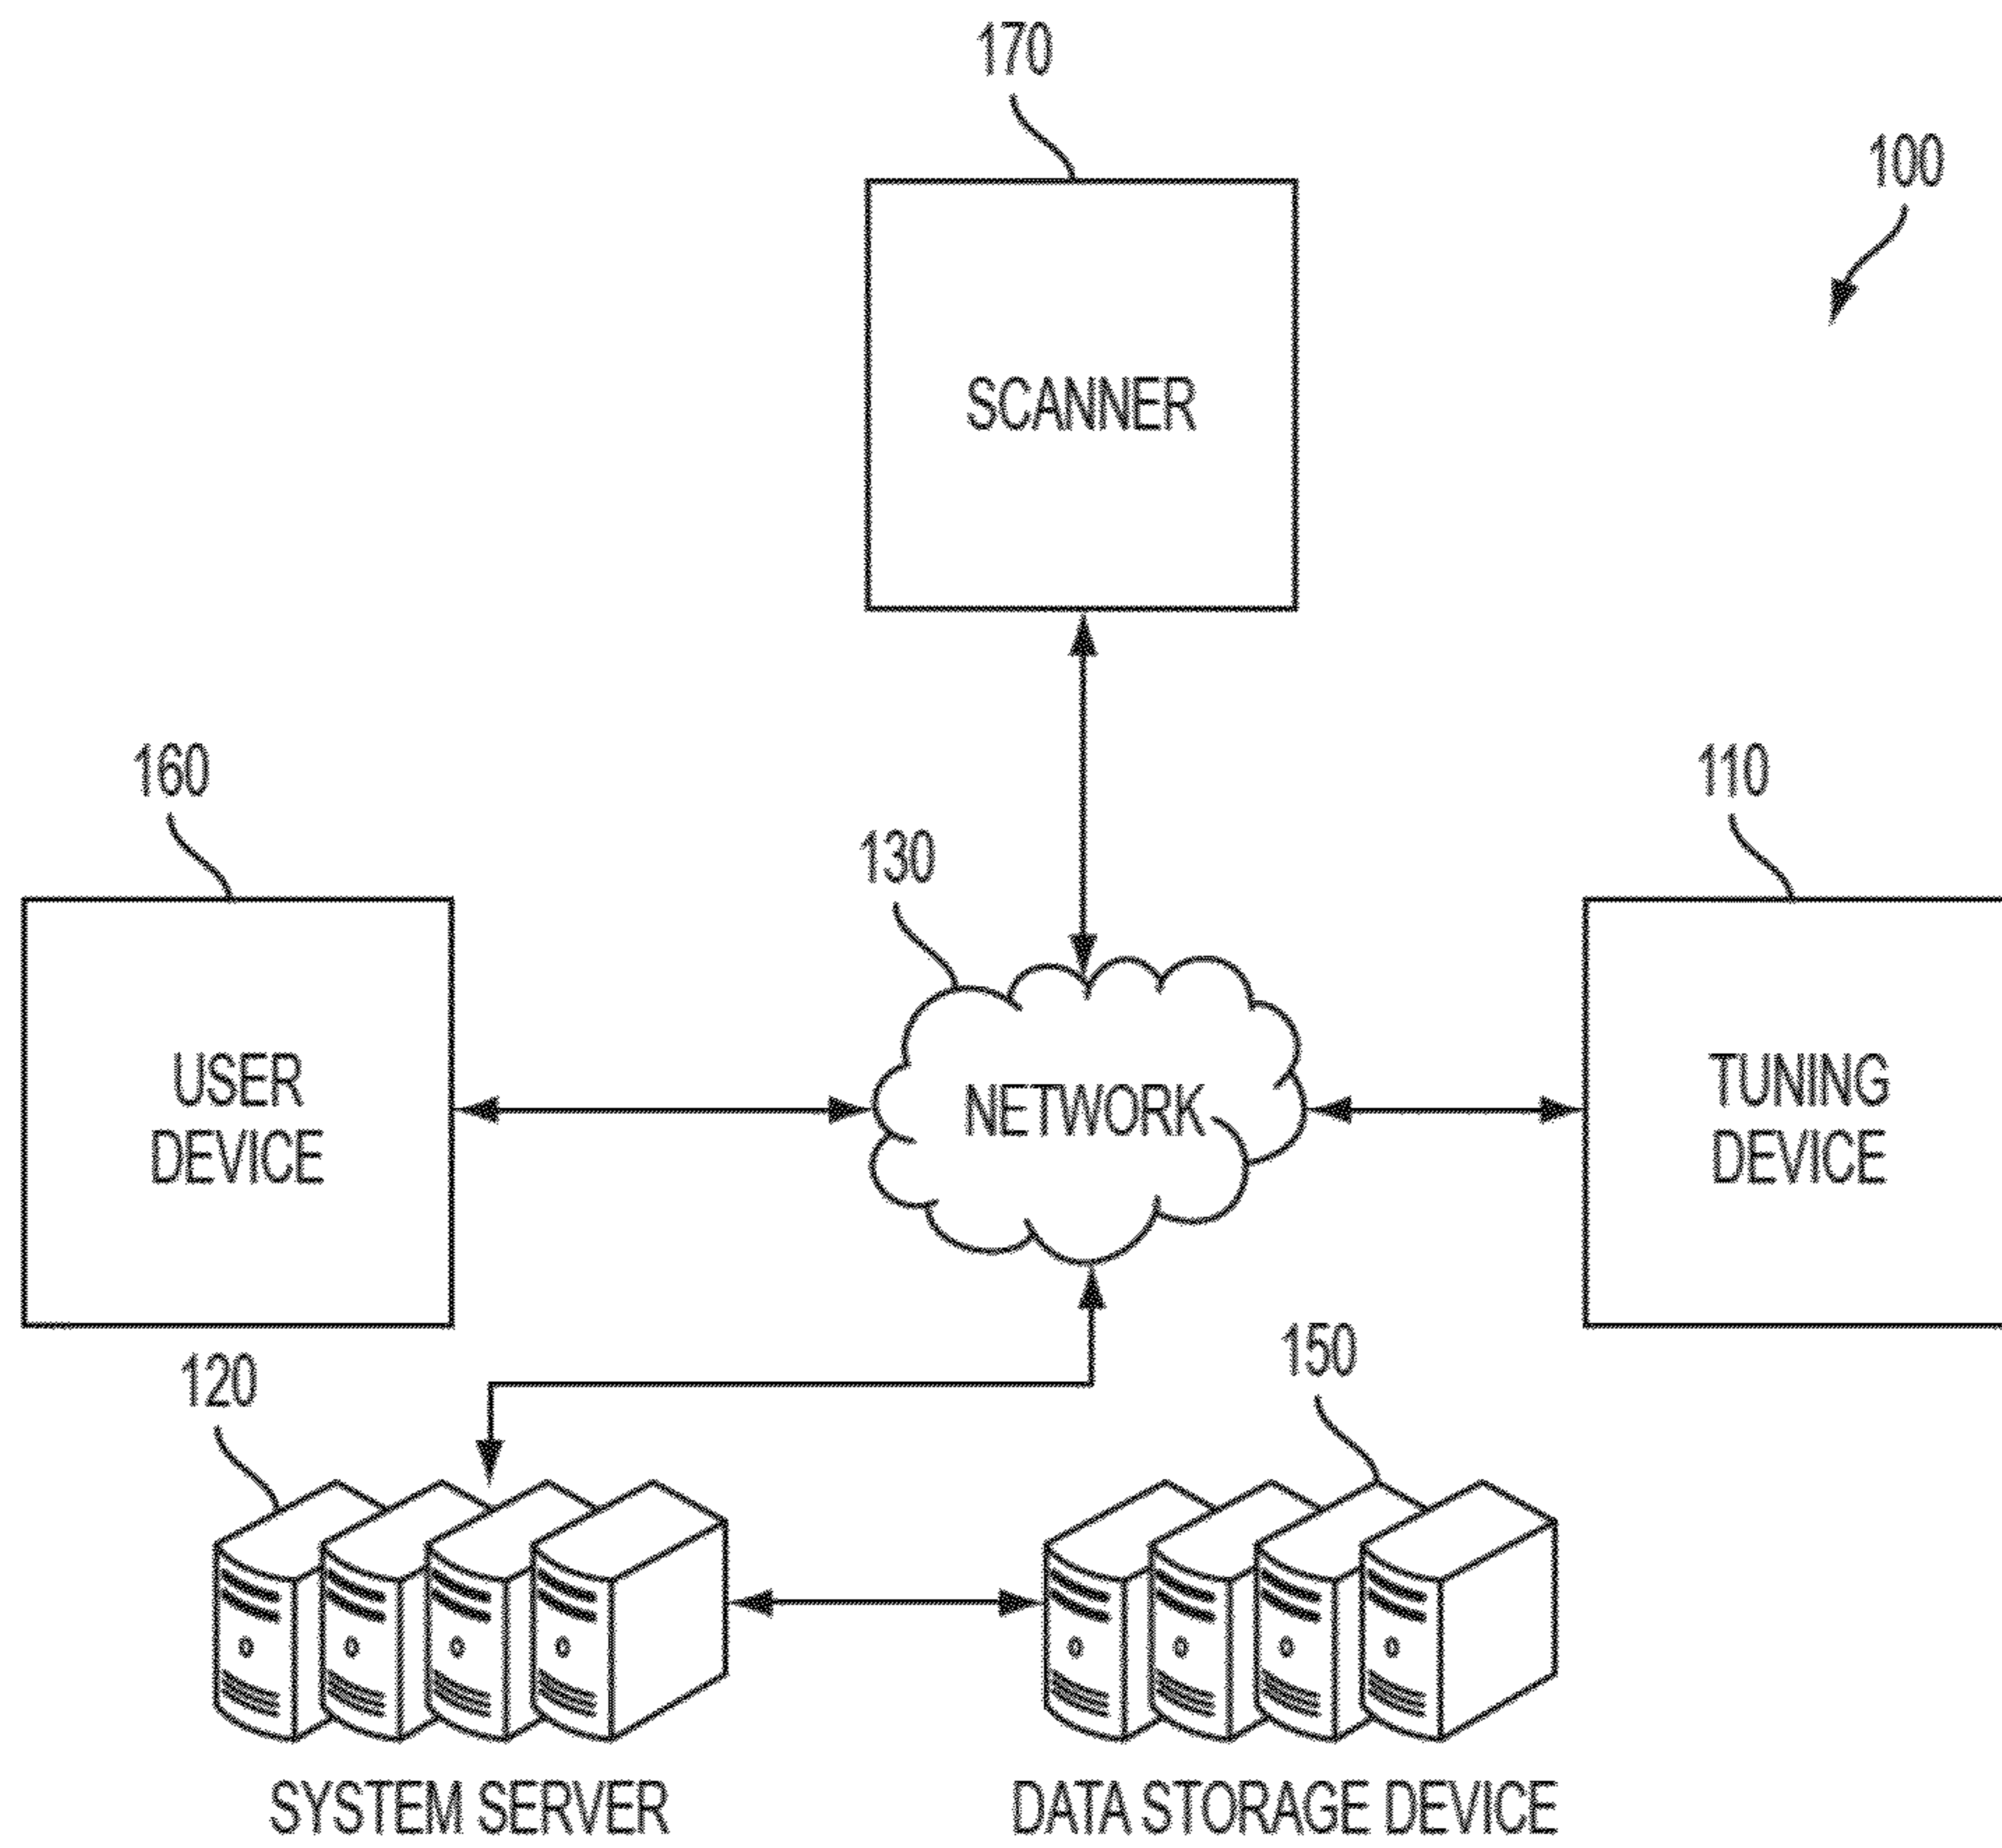 170
100
SCANNER
160
110
130
USER
DEVICE
NETWORK
TUNING
DEVICE
120
150
SYSTEM SERVER
DATA STORAGE DEVICE